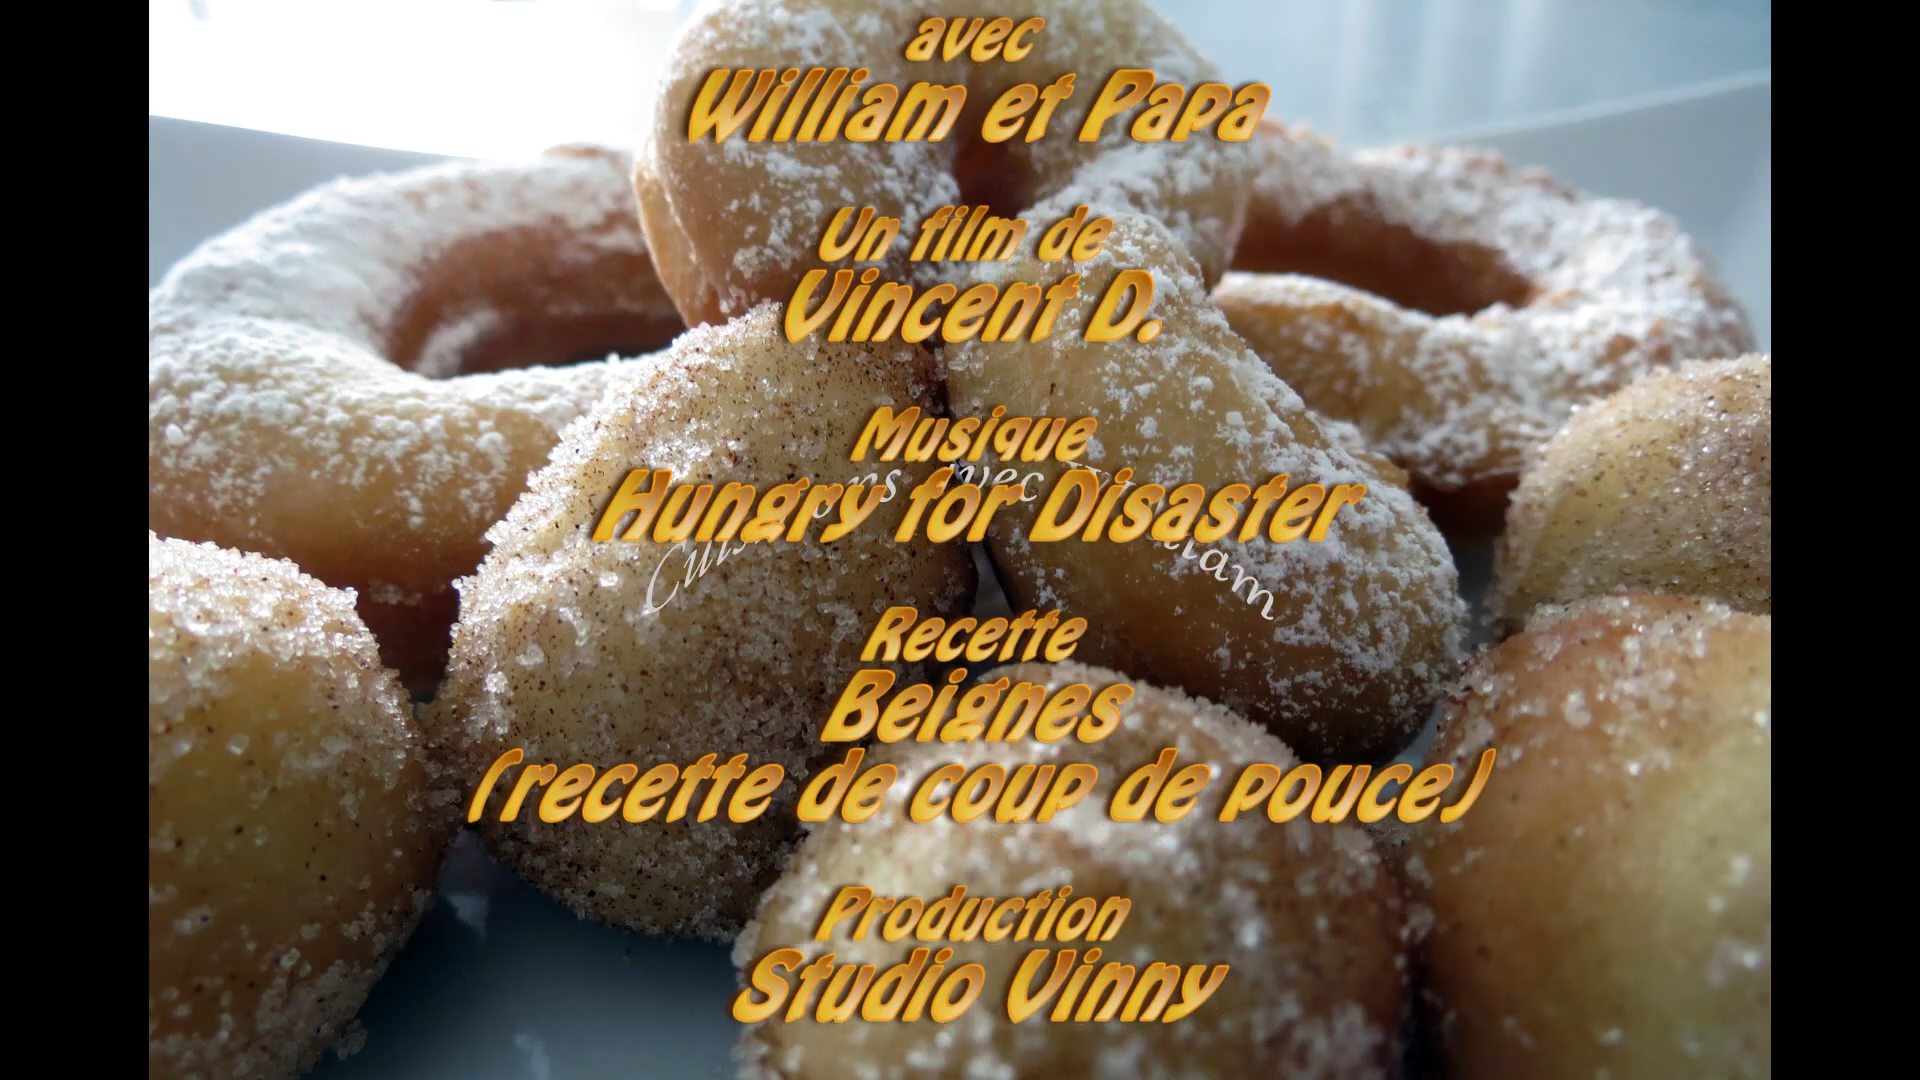 avec
William et Papa
Un film de
Vincent D.
Musique
Hungry for Disaster
avec
Recette
Beignes
(recette de coup de pouce)
Production
Studio Vinny